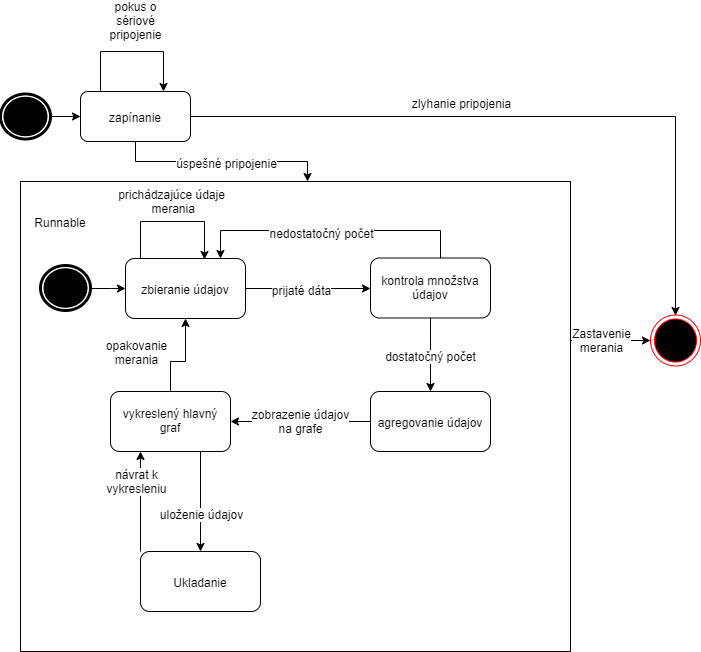 pokus o
sériové
pripojenie
zlyhanie pripojenia
zapínanie
úspešné pripojenie
prichádzajúce údaje
merania
Runnable
nedostatočný počet
zbieranie údajov
prijaté dáta
kontrola množstva
údajov
Zastavenie
merania
opakovanie
merania
dostatočný počet
vykreslený hlavný
graf
zobrazenie údajov
na grafe
agregovanie údajov
návrat k
vykresleniu
uloženie údajov
Ukladanie